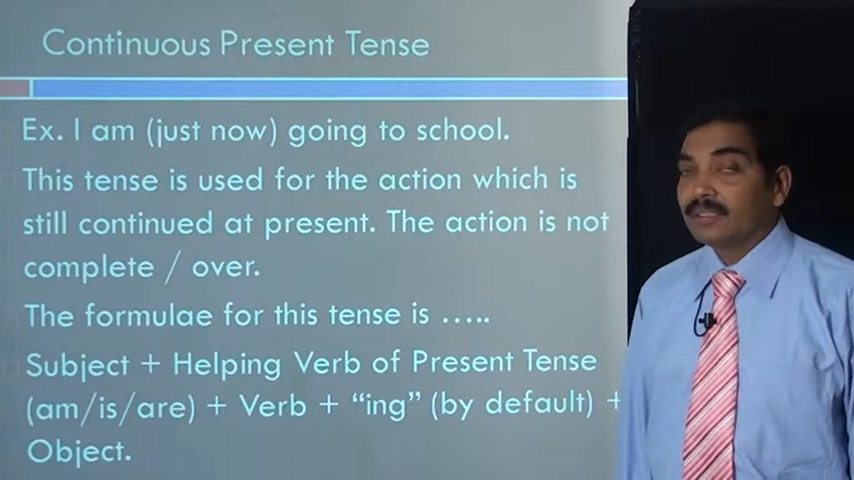 Continuous Present Tense
Ex. I am (just now) going to school.
This tense is used for the action which is
still continued at present. The action is not
complete / over.
The formulae for this tense is .....
Subject + Helping Verb of Present Tense
(am/is/are) + Verb + “ing” (by default) +
Object.